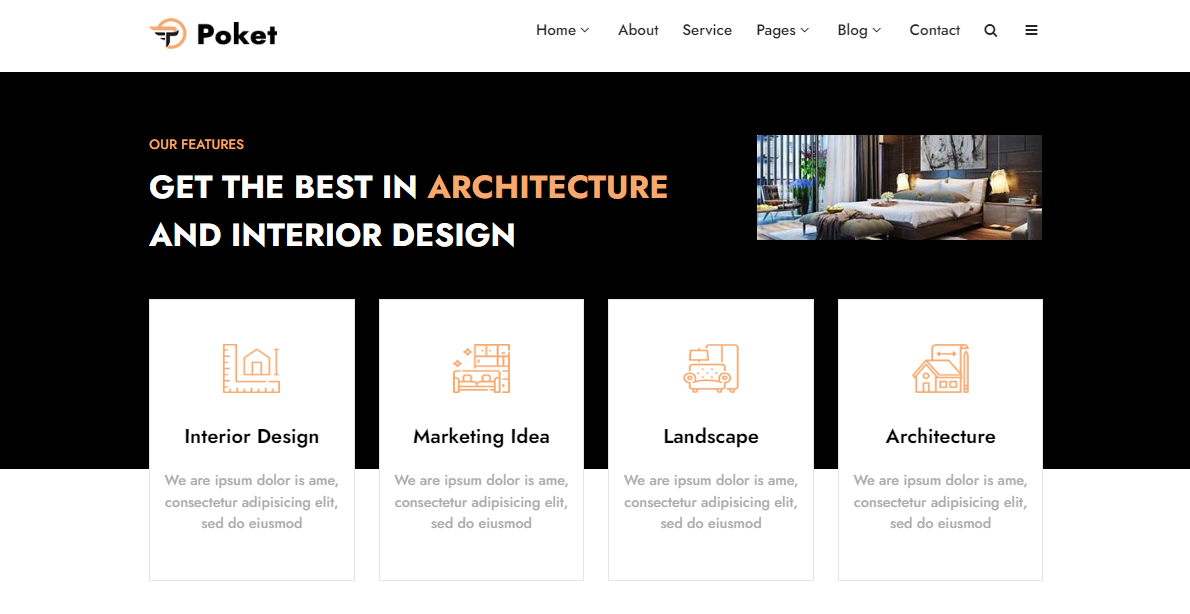 Poket
Home About Service Pages Blog Contact
OUR FEATURES
GET THE BEST IN ARCHITECTURE
AND INTERIOR DESIGN
Interior Design
We are ipsum dolor is ame,
consectetur adipisicing elit,
sed do eiusmod
Marketing Idea
We are ipsum dolor is ame,
consectetur adipisicing elit,
sed do eiusmod
Landscape
We are ipsum dolor is ame,
consectetur adipisicing elit,
sed do eiusmod
Architecture
We are ipsum dolor is ame,
consectetur adipisicing elit,
sed do eiusmod